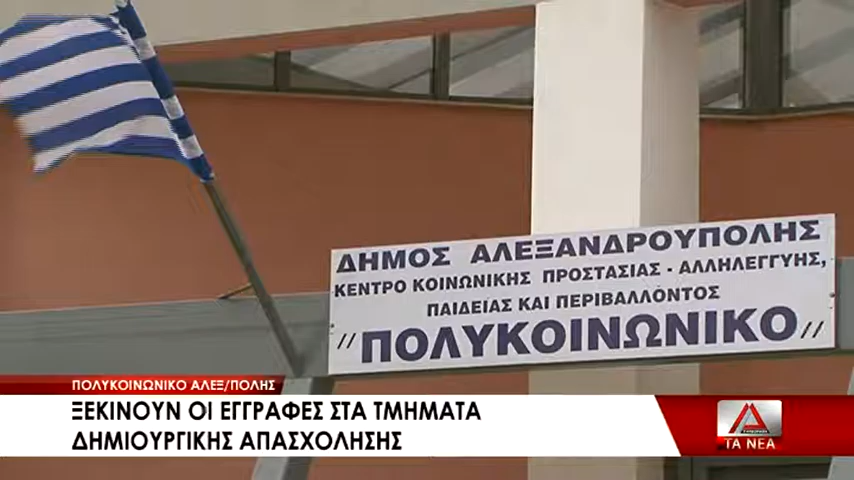 ΔΗΜΟΣ ΑΛΕΞΑΝΔΡΟΥΠΟΛΗΣ
ΚΕΝΤΡΟ ΚΟΙΝΩΝΙΚΗΣ ΠΡΟΣΤΑΣΙΑΣ - ΑΛΛΗΛΕΓΓΥΗΣ,
ΠΑΙΔΕΙΑΣ ΚΑΙ ΠΕΡΙΒΑΛΛΟΝΤΟΣ
"ΠΟΛΥΚΟΙΝΩΝΙΚΟ"
ΠΟΛΥΚΟΙΝΩΝΙΚΟ ΑΛΕΞ/ΠΟΛΗΣ
ΞΕΚΙΝΟΥΝ ΟΙ ΕΓΓΡΑΦΕΣ ΣΤΑ ΤΜΗΜΑΤΑ
ΔΗΜΙΟΥΡΓΙΚΗΣ ΑΠΑΣΧΟΛΗΣΗΣ
ΤΑ ΝΕΑ